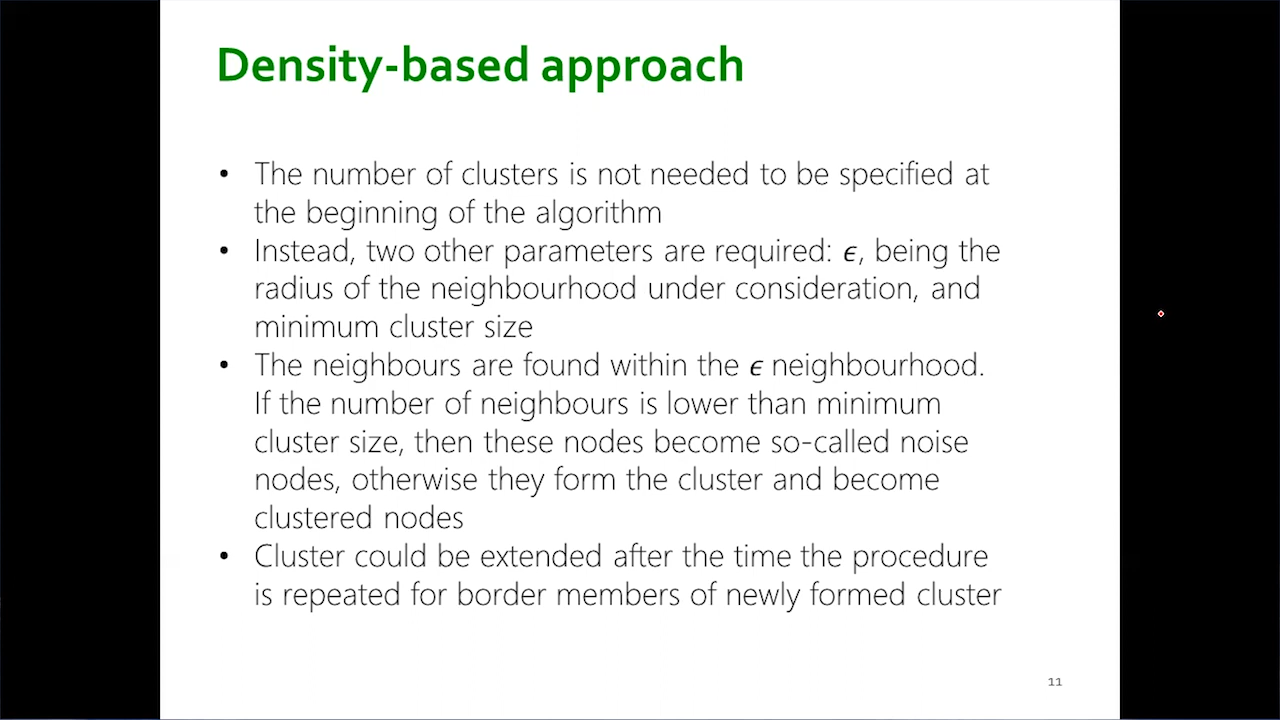 Density-based approach
• The number of clusters is not needed to be specified at
the beginning of the algorithm
• Instead, two other parameters are required: ϵ, being the
radius of the neighbourhood under consideration, and
minimum cluster size
• The neighbours are found within the ϵ neighbourhood.
If the number of neighbours is lower than minimum
cluster size, then these nodes become so-called noise
nodes, otherwise they form the cluster and become
clustered nodes
• Cluster could be extended after the time the procedure
is repeated for border members of newly formed cluster
11